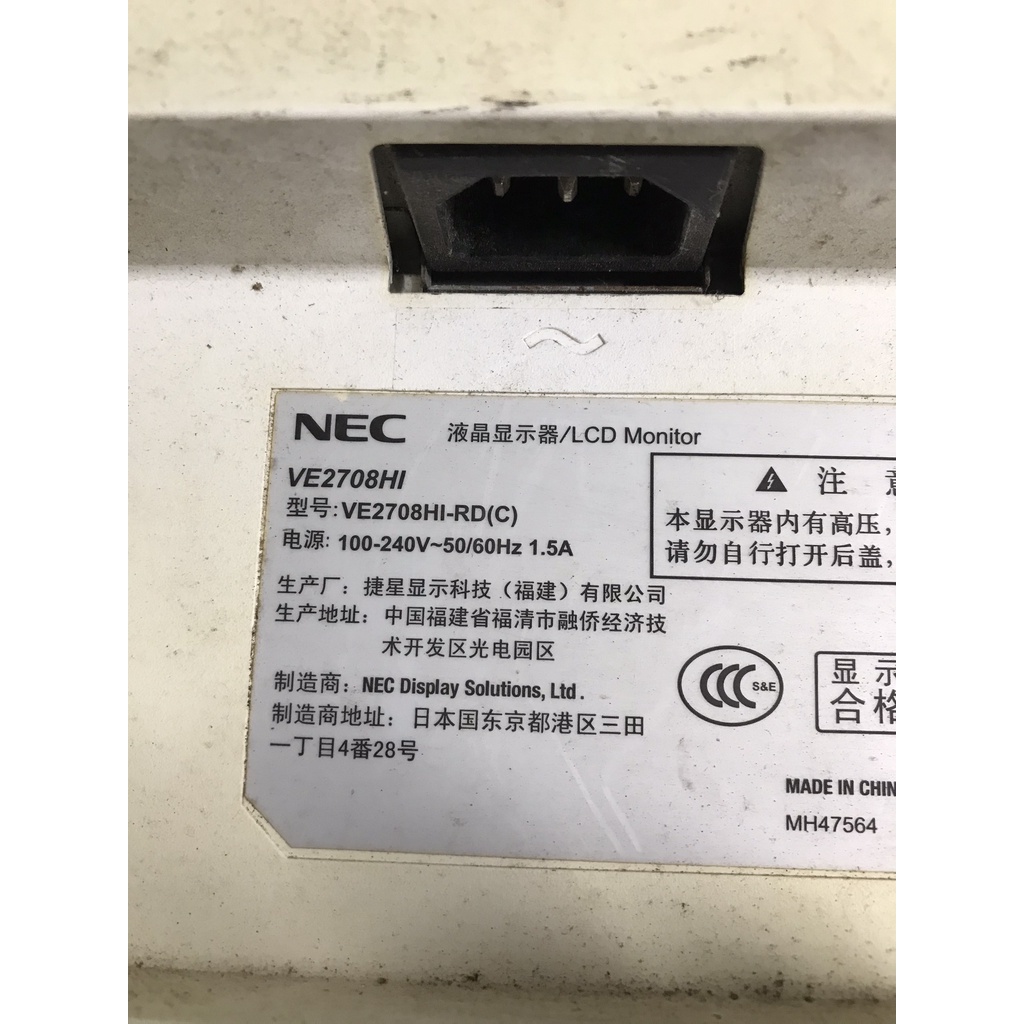 NEC 液晶显示器/LCD Monitor
VE2708HI
型号:VE2708HI-RD(C)
电源: 100-240V~50/60Hz 1.5A
注
本显示器内有高压，
请勿自行打开后盖，
生产厂：捷星显示科技（福建）有限公司
生产地址：中国福建省福清市融侨经济技
术开发区光电园区
制造商：NEC Display Solutions, Ltd.
制造商地址：日本国东京都港区三田
一丁目4番28号
CCC S&E
显示
合格
MADE IN CHIN
MH47564